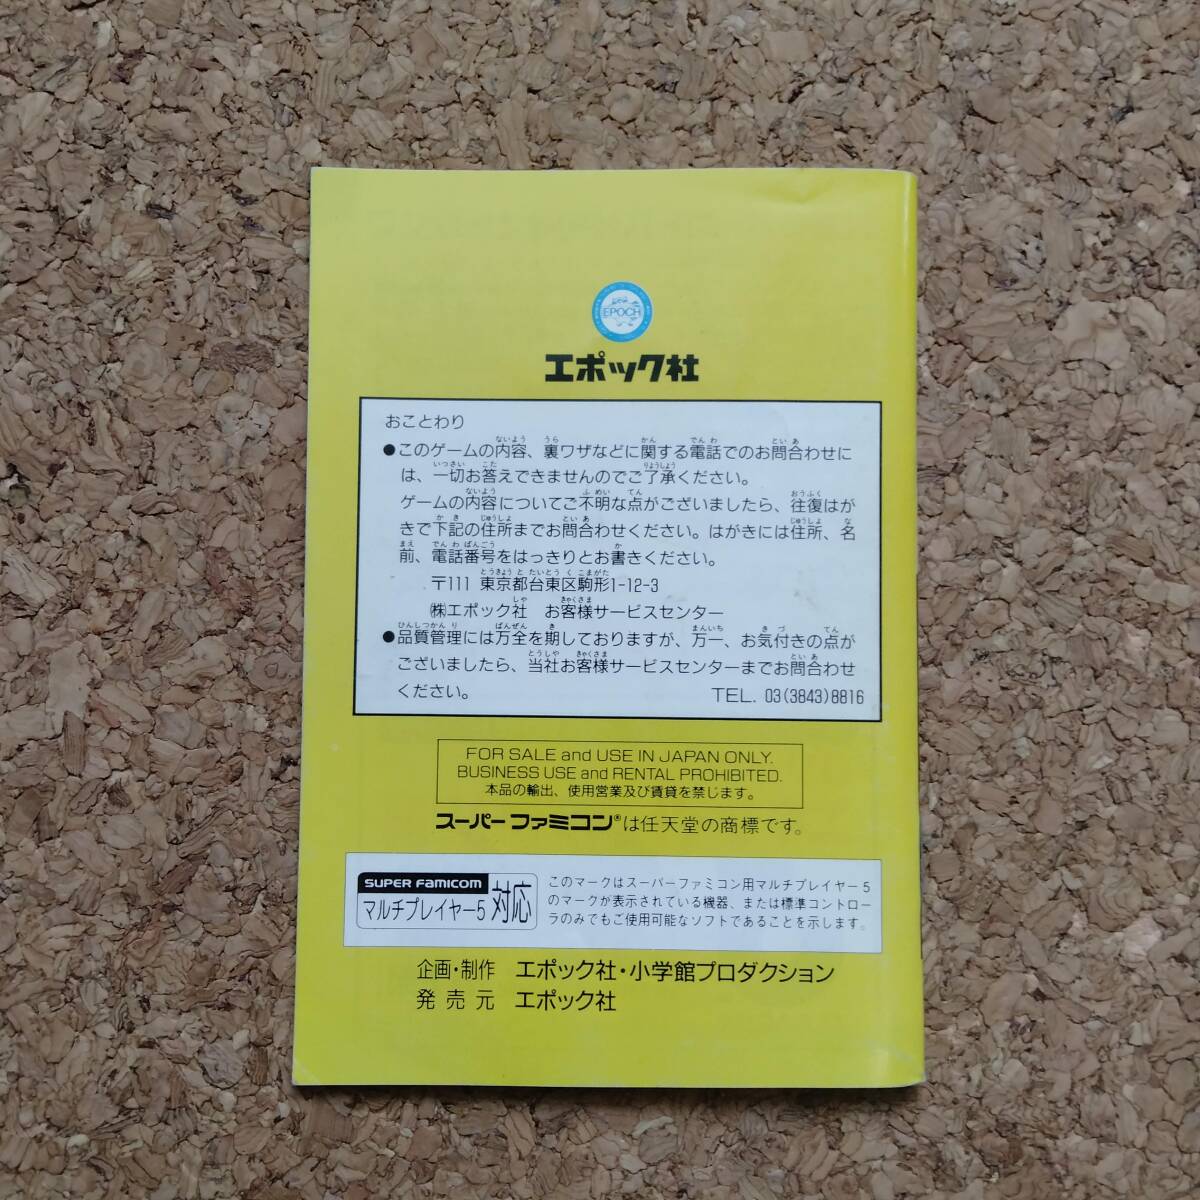 EPOCH
エポック社
おことわり
●このゲームの内容、裏ワザなどに関する電話でのお問合わせに
は、一切お答えできませんのでご了承ください。
ゲームの内容についてご不明な点がございましたら、往復はが
きで下記の住所までお問合わせください。はがきには住所、名
前、電話番号をはっきりとお書きください。
〒111 東京都台東区駒形1-12-3
㈱エポック社 お客様サービスセンター
●品質管理には万全を期しておりますが、万一、お気付きの点が
ございましたら、当社お客様サービスセンターまでお問合わせ
ください。 TEL. 03(3843)8816
FOR SALE and USE IN JAPAN ONLY.
BUSINESS USE and RENTAL PROHIBITED.
本品の輸出、使用営業及び賃貸を禁じます。
スーパーファミコン®は任天堂の商標です。
SUPER FAMICOM
マルチプレイヤー5 対応
このマークはスーパーファミコン用マルチプレイヤー5
のマークが表示されている機器、または標準コントロー
ラのみでもご使用可能なソフトであることを示します。
企画・制作 エポック社・小学館プロダクション
発売元 エポック社